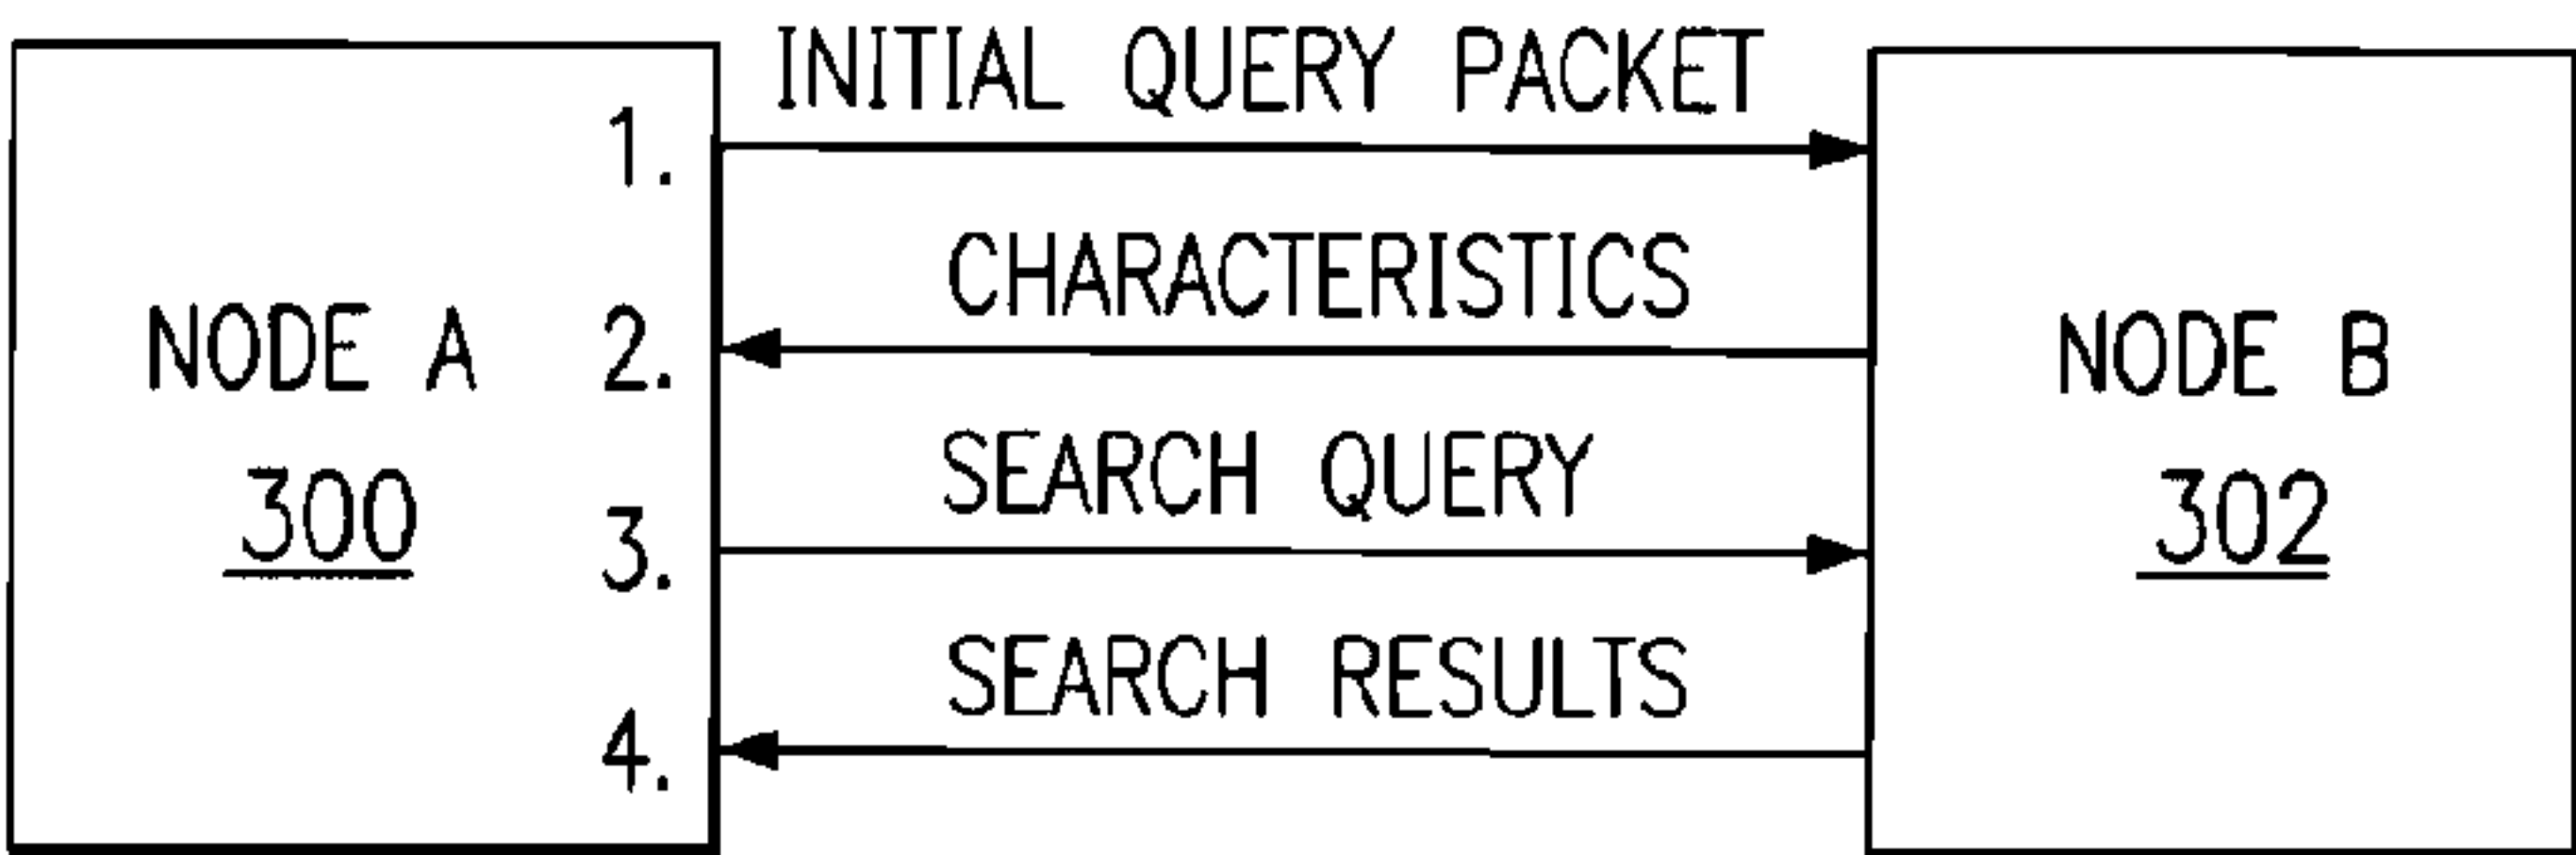 INITIAL QUERY PACKET
1.
CHARACTERISTICS
NODE A
2.
NODE B
SEARCH QUERY
300
3.
302
SEARCH RESULTS
4.